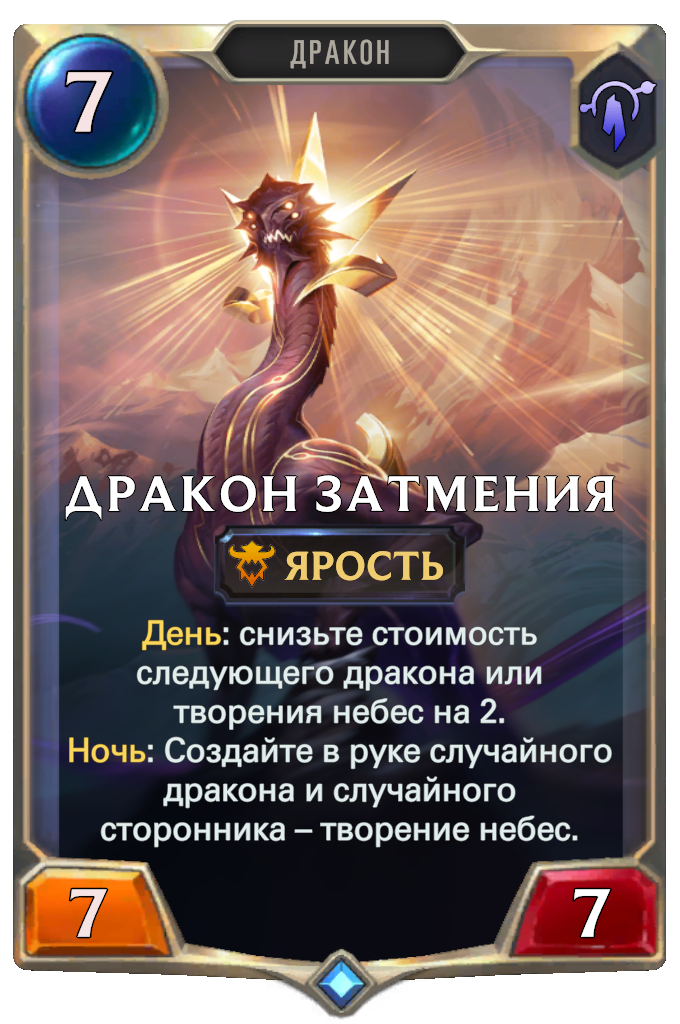 ДРАКОН
7
ДРАКОН ЗАТМЕНИЯ
ЯРОСТЬ
День: снизьте стоимость
следующего дракона или
творения небес на 2.
Ночь: Создайте в руке случайного
дракона и случайного
сторонника – творение небес.
7
7